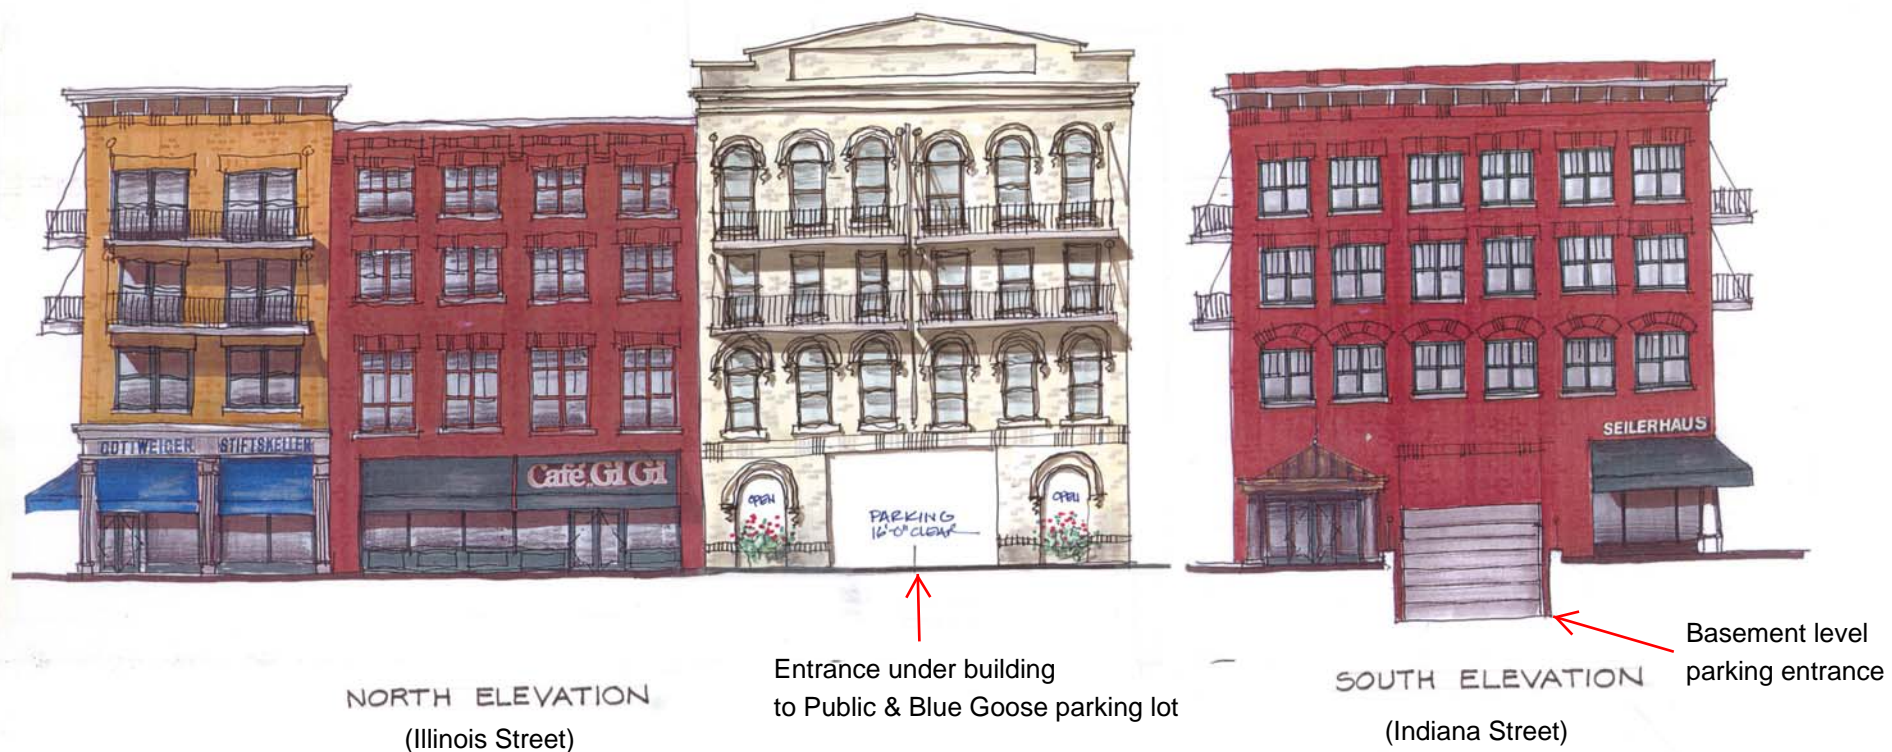 GOTTWEIGER STIFTSKELLER
Café Gi Gi
OPEN
PARKING
16'-0" CLEAR
OPEN
SEILERHAUS
Entrance under building
to Public & Blue Goose parking lot
Basement level
parking entrance
NORTH ELEVATION
(Illinois Street)
SOUTH ELEVATION
(Indiana Street)